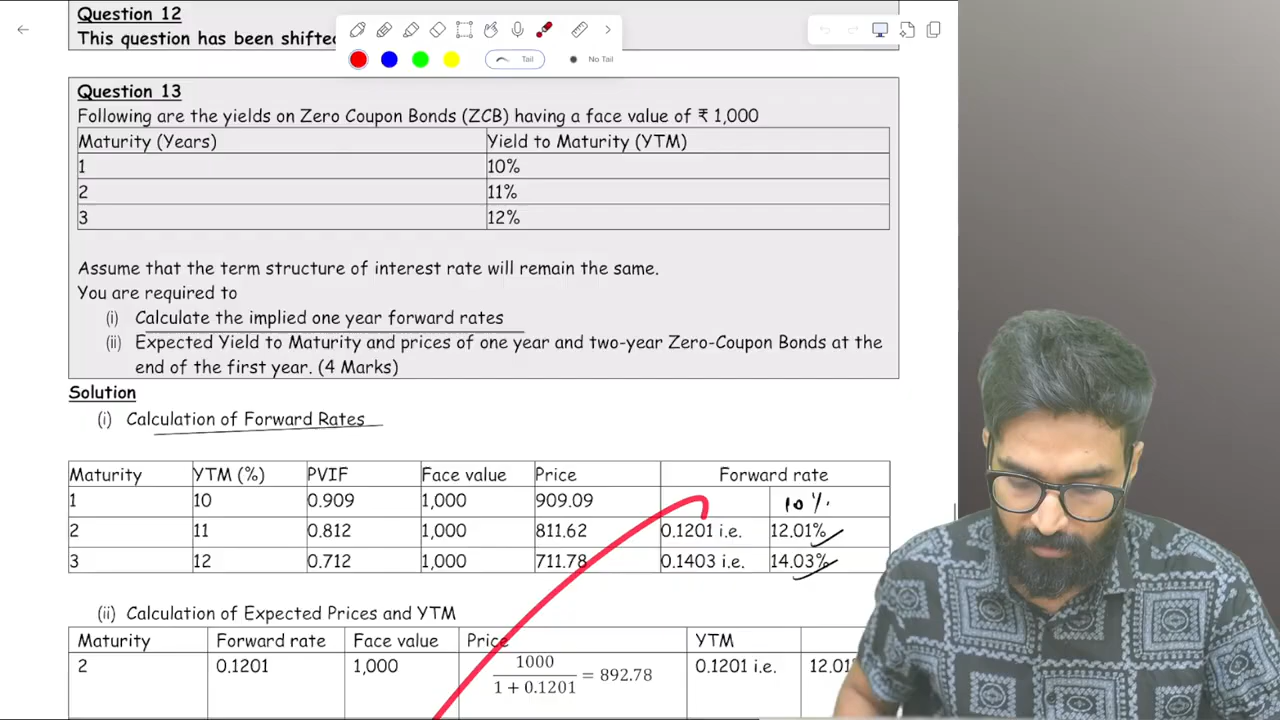 Question 12
This question has been shifted
Tail
No Tail
Question 13
Following are the yields on Zero Coupon Bonds (ZCB) having a face value of ₹ 1,000
Maturity (Years) Yield to Maturity (YTM)
1 10%
2 11%
3 12%
Assume that the term structure of interest rate will remain the same.
You are required to
(i) Calculate the implied one year forward rates
(ii) Expected Yield to Maturity and prices of one year and two-year Zero-Coupon Bonds at the
end of the first year. (4 Marks)
Solution
(i) Calculation of Forward Rates
Maturity YTM (%) PVIF Face value Price Forward rate
1 10 0.909 1,000 909.09 10%
2 11 0.812 1,000 811.62 0.1201 i.e. 12.01%
3 12 0.712 1,000 711.78 0.1403 i.e. 14.03%
(ii) Calculation of Expected Prices and YTM
Maturity Forward rate Face value Price YTM
2 0.1201 1,000 1000 / 1 + 0.1201 = 892.78 0.1201 i.e. 12.01